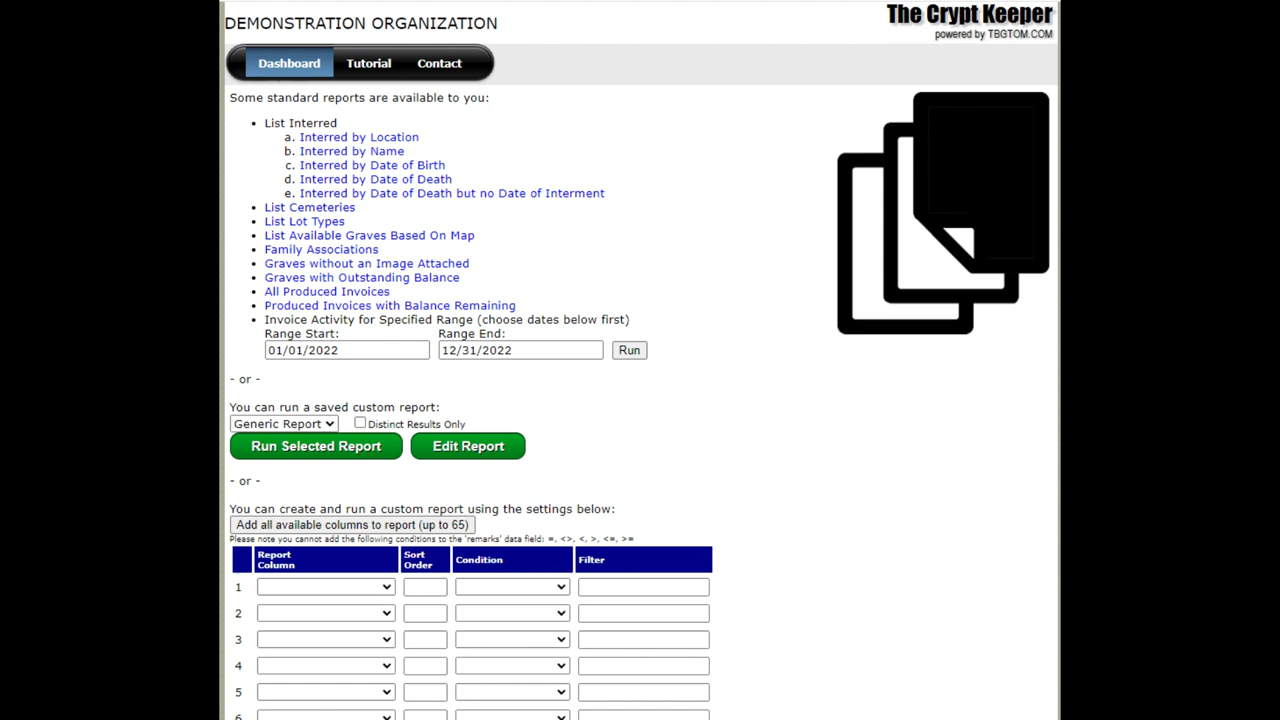 DEMONSTRATION ORGANIZATION
The Crypt Keeper
powered by TBGTOM.COM
Dashboard Tutorial Contact
Some standard reports are available to you:
• List Interred
a. Interred by Location
b. Interred by Name
c. Interred by Date of Birth
d. Interred by Date of Death
e. Interred by Date of Death but no Date of Interment
• List Cemeteries
• List Lot Types
• List Available Graves Based On Map
• Family Associations
• Graves without an Image Attached
• Graves with Outstanding Balance
• All Produced Invoices
• Produced Invoices with Balance Remaining
• Invoice Activity for Specified Range (choose dates below first)
Range Start: Range End:
01/01/2022 12/31/2022 Run
- or -
You can run a saved custom report:
Generic Report Distinct Results Only
Run Selected Report Edit Report
- or -
You can create and run a custom report using the settings below:
Add all available columns to report (up to 65)
Please note you cannot add the following conditions to the 'remarks' data field: =, <>, <, >, <=, >=
Report Column Sort Order Condition Filter
1
2
3
4
5
6